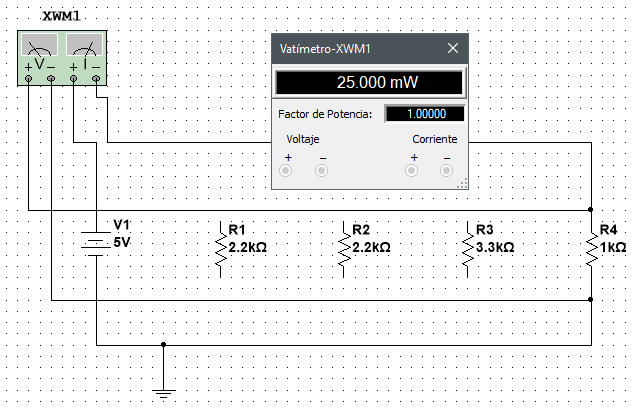 XWM1
V I
+ − + −
Vatímetro-XWM1
25.000 mW
Factor de Potencia: 1.00000
Voltaje Corriente
+ − + −
V1
5V
R1
2.2kΩ
R2
2.2kΩ
R3
3.3kΩ
R4
1kΩ